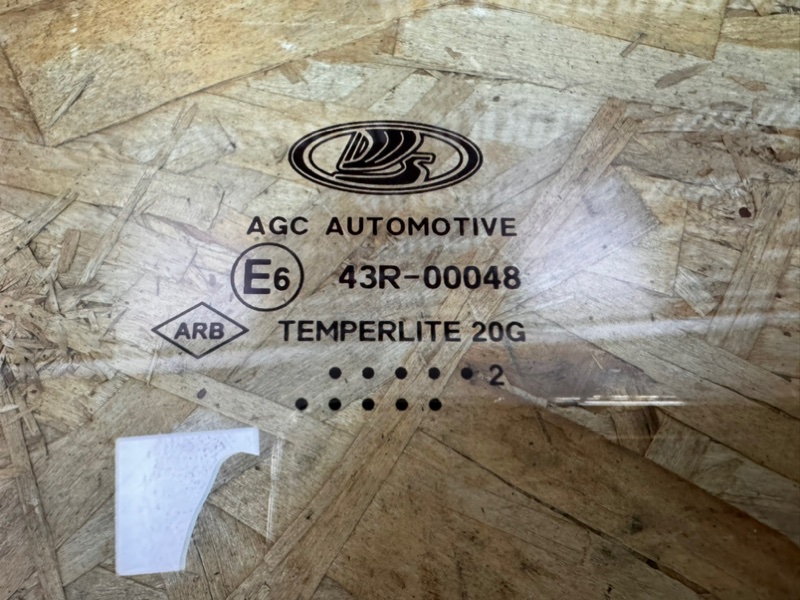 AGC AUTOMOTIVE
E6 43R-00048
ARB TEMPERLITE 20G
• • • • • 2
• • • • •